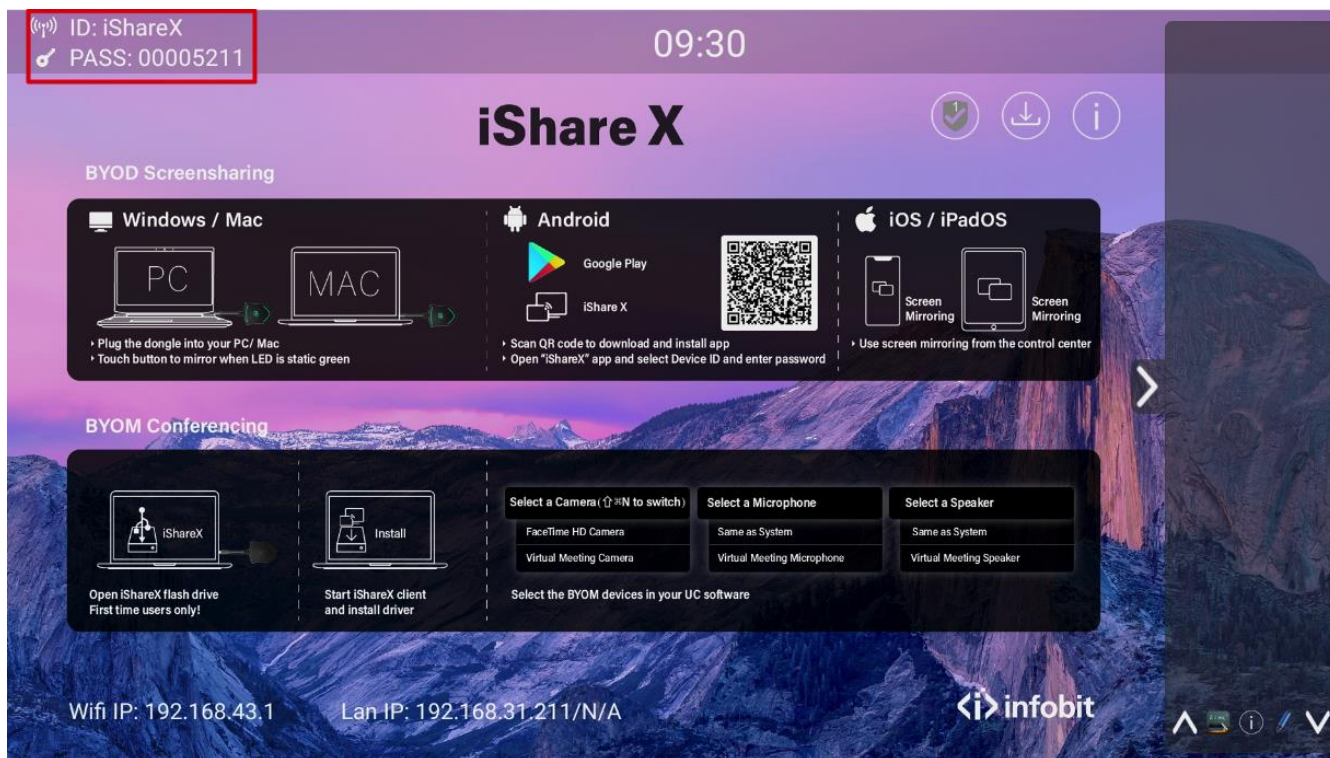 ID: iShareX
PASS: 00005211
09:30
iShare X
1
i
BYOD Screensharing
Windows / Mac
PC
MAC
▸ Plug the dongle into your PC/ Mac
▸ Touch button to mirror when LED is static green
Android
Google Play
iShare X
▸ Scan QR code to download and install app
▸ Open “iShareX” app and select Device ID and enter password
iOS / iPadOS
Screen
Mirroring
Screen
Mirroring
▸ Use screen mirroring from the control center
BYOM Conferencing
iShareX
Open iShareX flash drive
First time users only!
Install
Start iShareX client
and install driver
Select a Camera(⇧⌘N to switch)
FaceTime HD Camera
Virtual Meeting Camera
Select a Microphone
Same as System
Virtual Meeting Microphone
Select a Speaker
Same as System
Virtual Meeting Speaker
Select the BYOM devices in your UC software
Wifi IP: 192.168.43.1
Lan IP: 192.168.31.211/N/A
<i> infobit
i